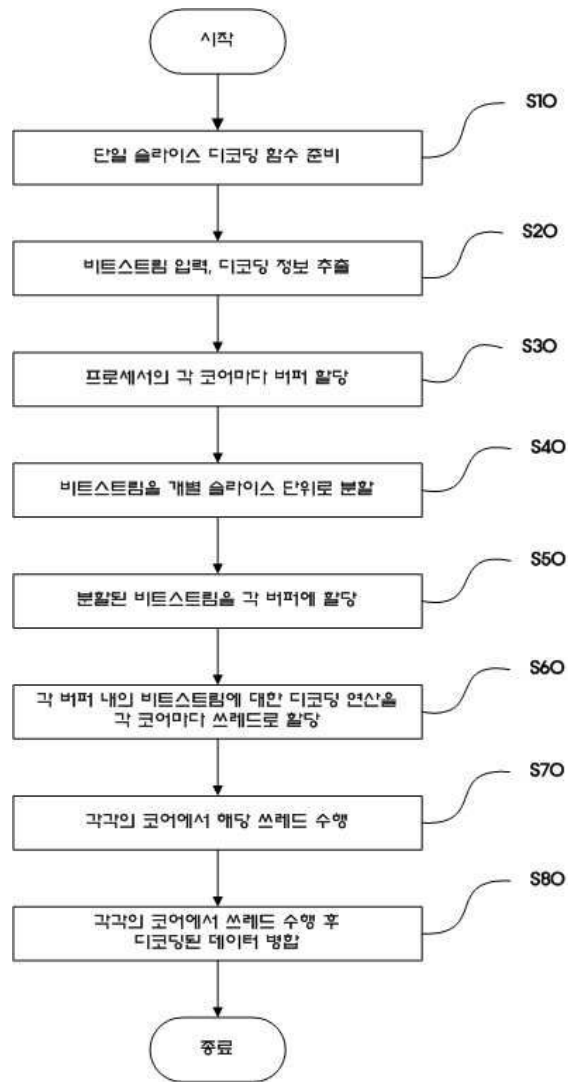 시작
S10
단일 슬라이스 디코딩 함수 준비
S20
비트스트림 입력, 디코딩 정보 추출
S30
프로세서의 각 코어마다 버퍼 할당
S40
비트스트림을 개별 슬라이스 단위로 분할
S50
분할된 비트스트림을 각 버퍼에 할당
S60
각 버퍼 내의 비트스트림에 대한 디코딩 연산을
각 코어마다 쓰레드로 할당
S70
각각의 코어에서 해당 쓰레드 수행
S80
각각의 코어에서 쓰레드 수행 후
디코딩된 데이터 병합
종료